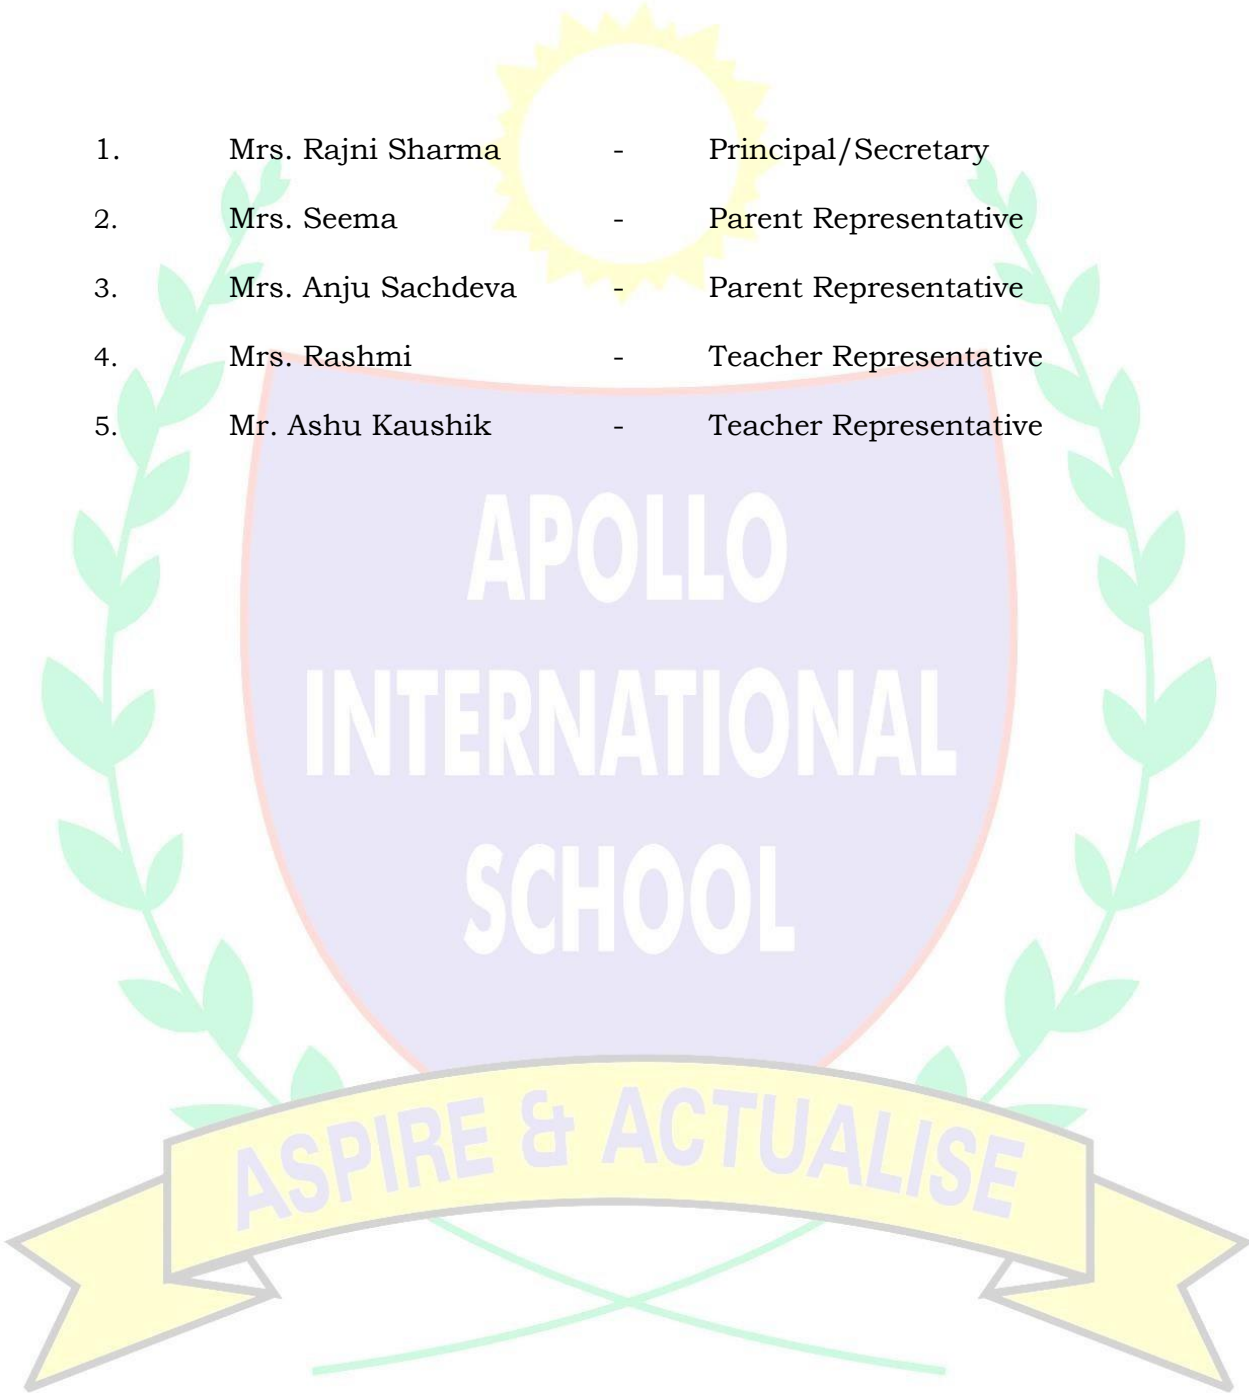 1. Mrs. Rajni Sharma - Principal/Secretary
2. Mrs. Seema - Parent Representative
3. Mrs. Anju Sachdeva - Parent Representative
4. Mrs. Rashmi - Teacher Representative
5. Mr. Ashu Kaushik - Teacher Representative
APOLLO
INTERNATIONAL
SCHOOL
ASPIRE & ACTUALISE